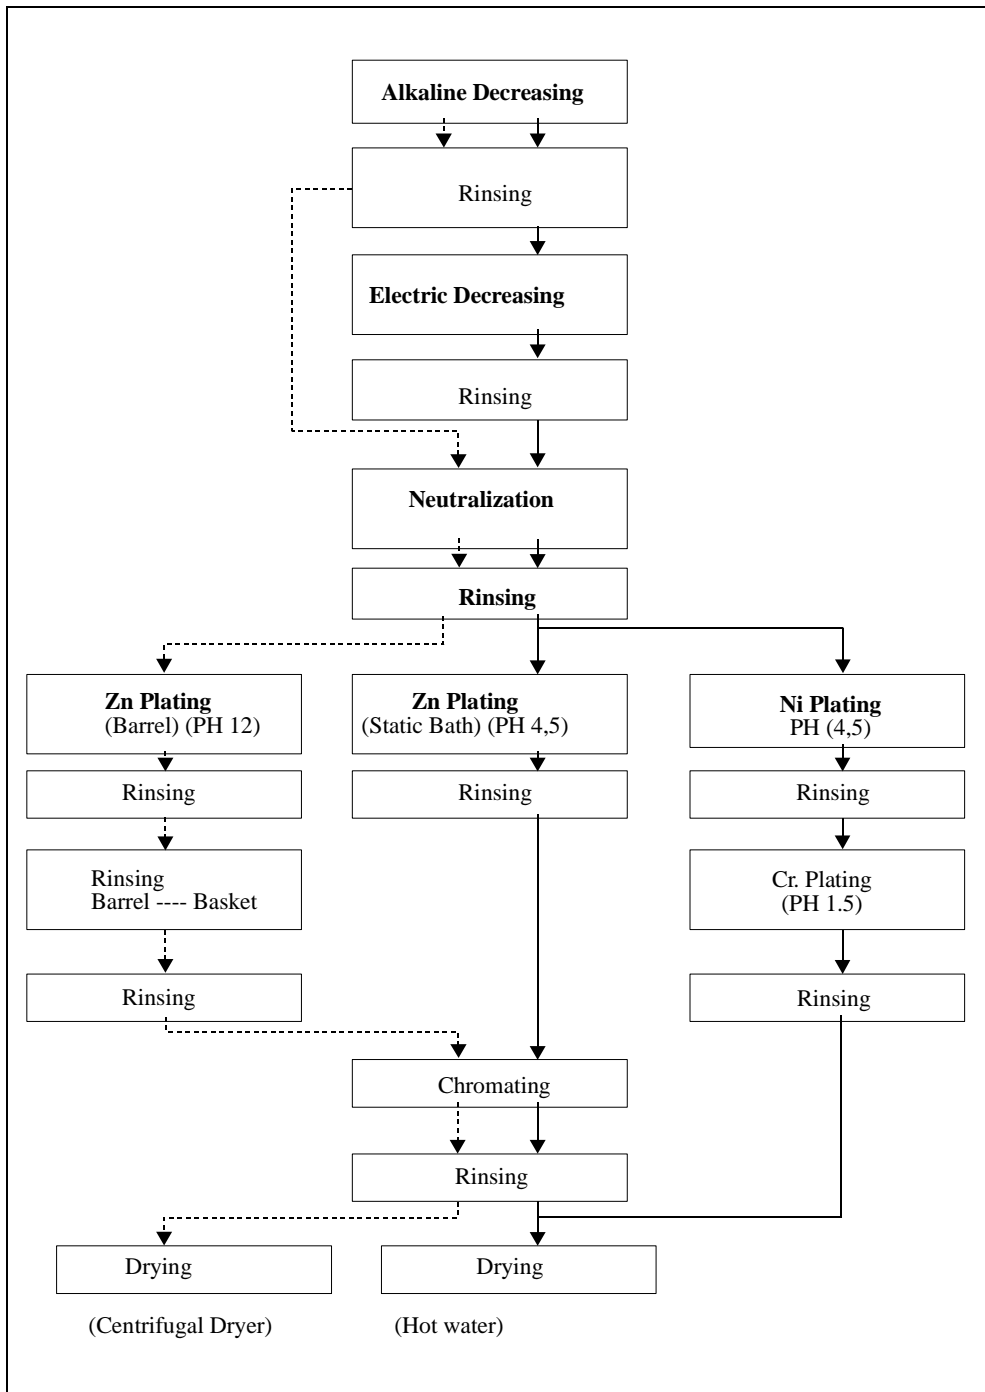 Alkaline Decreasing
Rinsing
Electric Decreasing
Rinsing
Neutralization
Rinsing
Zn Plating
(Barrel) (PH 12)
Zn Plating
(Static Bath) (PH 4,5)
Ni Plating
PH (4,5)
Rinsing
Rinsing
Rinsing
Rinsing
Barrel ---- Basket
Cr. Plating
(PH 1.5)
Rinsing
Rinsing
Chromating
Rinsing
Drying
Drying
(Centrifugal Dryer)
(Hot water)